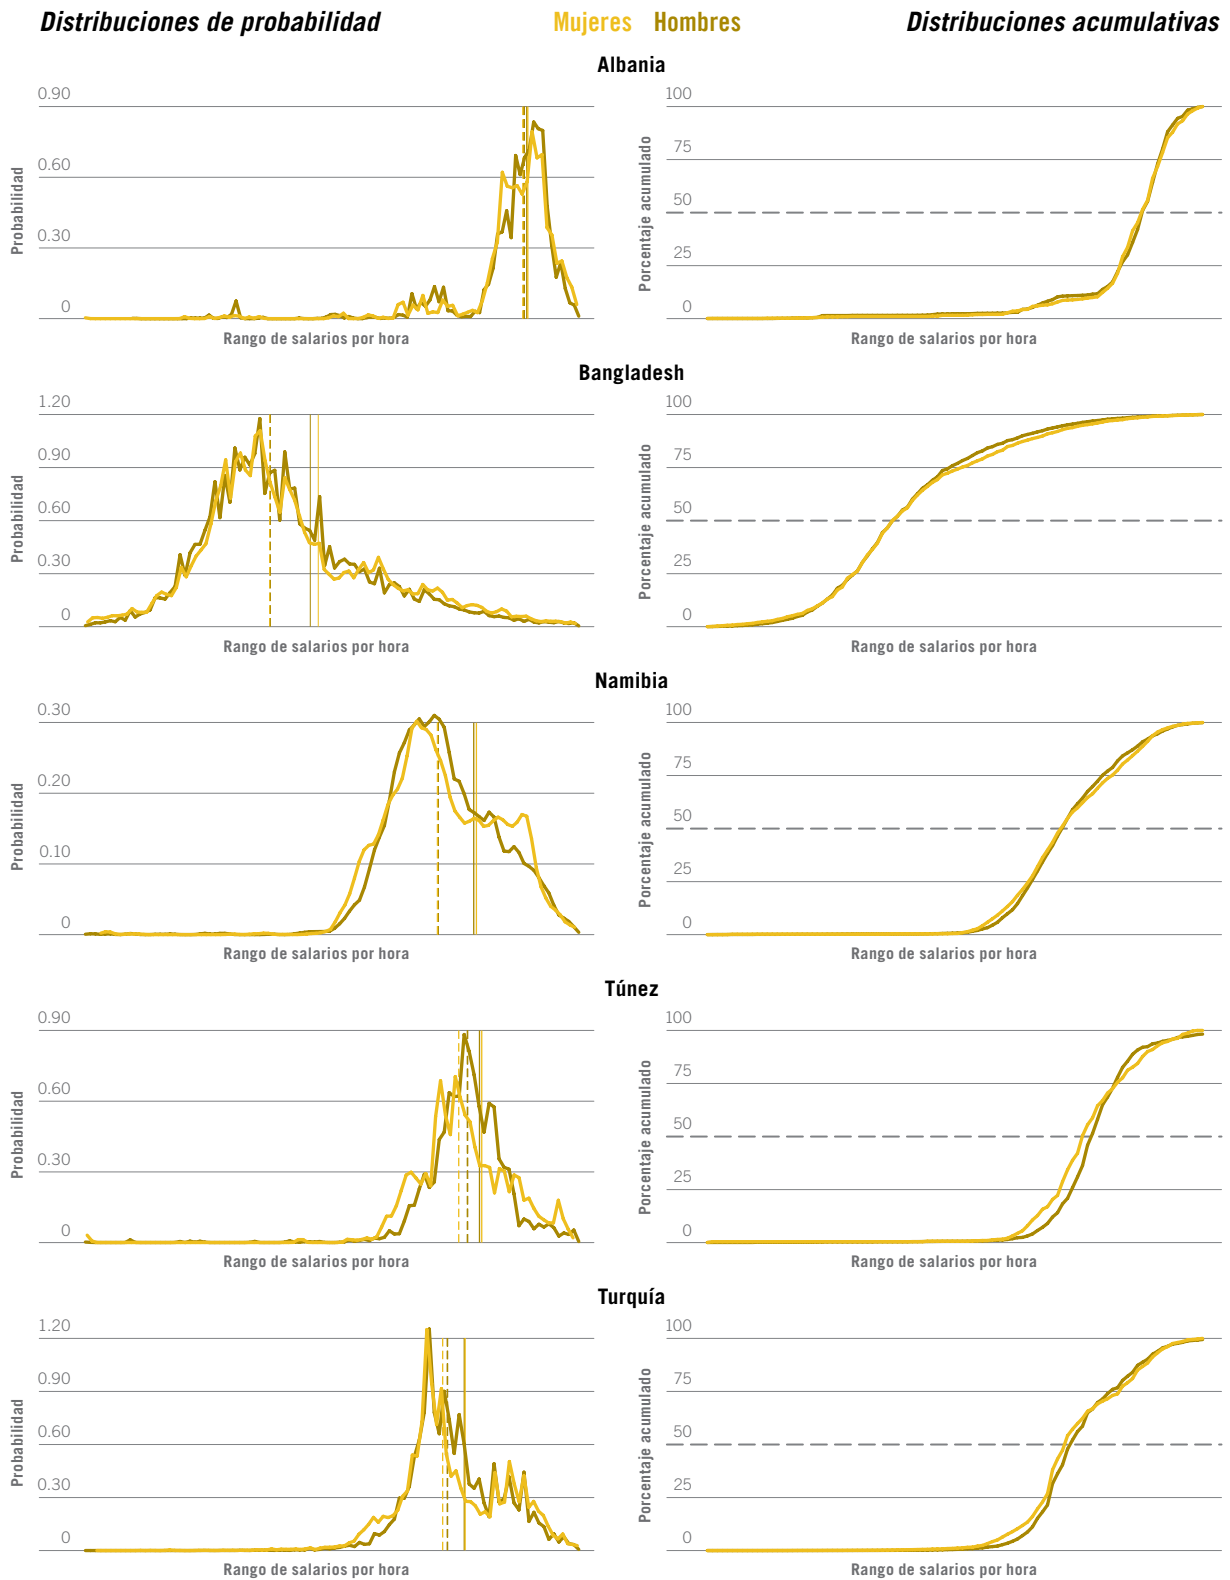 Distribuciones de probabilidad Mujeres Hombres Distribuciones acumulativas
Albania
0.90
0.60
0.30
0
Probabilidad
Rango de salarios por hora
100
75
50
25
0
Porcentaje acumulado
Rango de salarios por hora
Bangladesh
1.20
0.90
0.60
0.30
0
Probabilidad
Rango de salarios por hora
100
75
50
25
0
Porcentaje acumulado
Rango de salarios por hora
Namibia
0.30
0.20
0.10
0
Probabilidad
Rango de salarios por hora
100
75
50
25
0
Porcentaje acumulado
Rango de salarios por hora
Túnez
0.90
0.60
0.30
0
Probabilidad
Rango de salarios por hora
100
75
50
25
0
Porcentaje acumulado
Rango de salarios por hora
Turquía
1.20
0.90
0.60
0.30
0
Probabilidad
Rango de salarios por hora
100
75
50
25
0
Porcentaje acumulado
Rango de salarios por hora